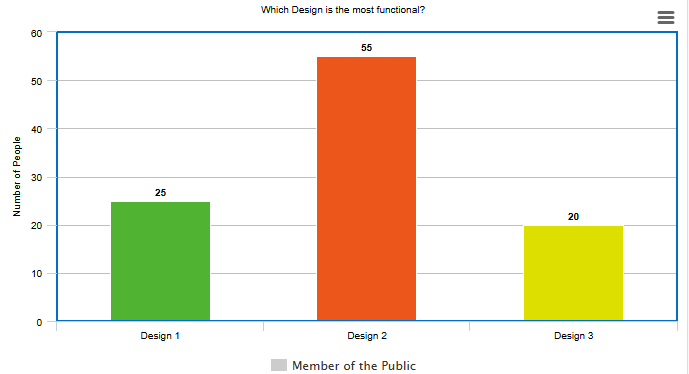 Which Design is the most functional?
60
55
50
40
Number of People
30
25
20
20
10
0
Design 1
Design 2
Design 3
Member of the Public